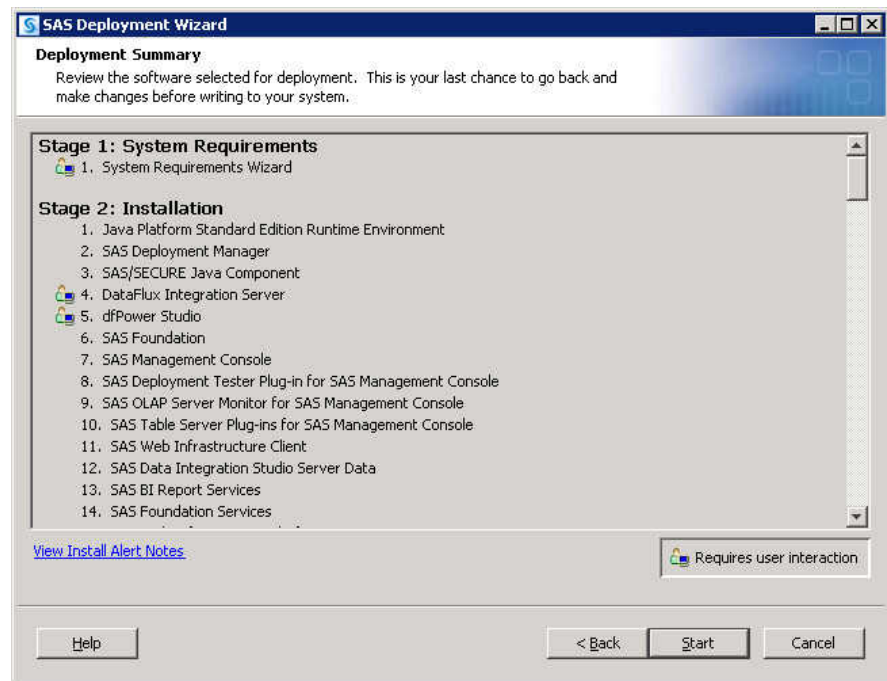 SAS Deployment Wizard
Deployment Summary
Review the software selected for deployment. This is your last chance to go back and
make changes before writing to your system.
Stage 1: System Requirements
1. System Requirements Wizard
Stage 2: Installation
1. Java Platform Standard Edition Runtime Environment
2. SAS Deployment Manager
3. SAS/SECURE Java Component
4. DataFlux Integration Server
5. dfPower Studio
6. SAS Foundation
7. SAS Management Console
8. SAS Deployment Tester Plug-in for SAS Management Console
9. SAS OLAP Server Monitor for SAS Management Console
10. SAS Table Server Plug-ins for SAS Management Console
11. SAS Web Infrastructure Client
12. SAS Data Integration Studio Server Data
13. SAS BI Report Services
14. SAS Foundation Services
View Install Alert Notes
Requires user interaction
Help
< Back
Start
Cancel